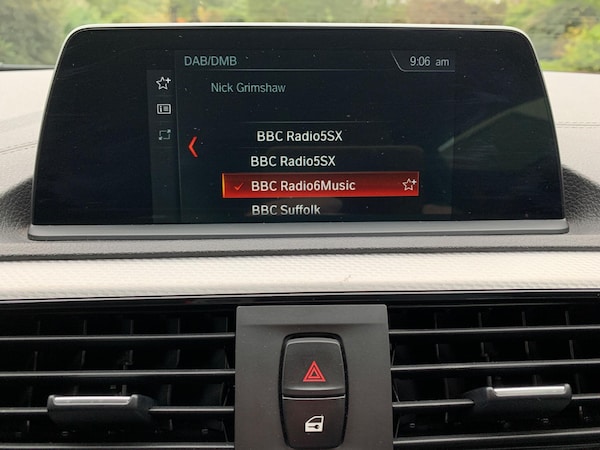 DAB/DMB 9:06 am
Nick Grimshaw
BBC Radio5SX
BBC Radio5SX
BBC Radio6Music
BBC Suffolk